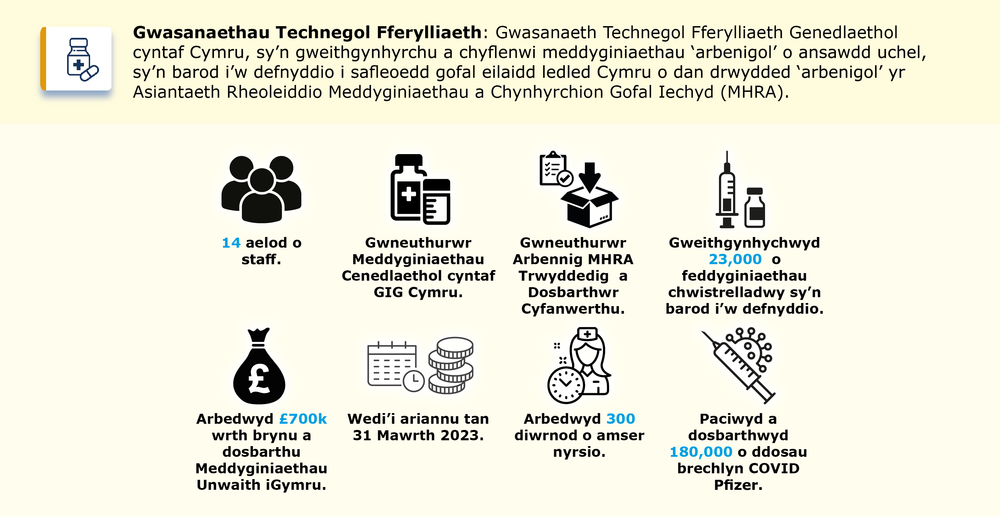 Gwasanaethau Technegol Fferylliaeth: Gwasanaeth Technegol Fferylliaeth Genedlaethol
cyntaf Cymru, sy’n gweithgynhyrchu a chyflenwi meddyginiaethau ‘arbenigol’ o ansawdd uchel,
sy’n barod i’w defnyddio i safleoedd gofal eilaidd ledled Cymru o dan drwydded ‘arbenigol’ yr
Asiantaeth Rheoleiddio Meddyginiaethau a Chynhyrchion Gofal Iechyd (MHRA).
14 aelod o
staff.
Gwneuthurwr
Meddyginiaethau
Cenedlaethol cyntaf
GIG Cymru.
Gwneuthurwr
Arbennig MHRA
Trwyddedig a
Dosbarthwr
Cyfanwerthu.
Gweithgynhychwyd
23,000 o
feddyginiaethau
chwistrelladwy sy’n
barod i’w defnyddio.
£
Arbedwyd £700k
wrth brynu a
dosbarthu
Meddyginiaethau
Unwaith iGymru.
Wedi’i ariannu tan
31 Mawrth 2023.
Arbedwyd 300
diwrnod o amser
nyrsio.
Paciwyd a
dosbarthwyd
180,000 o ddosau
brechlyn COVID
Pfizer.